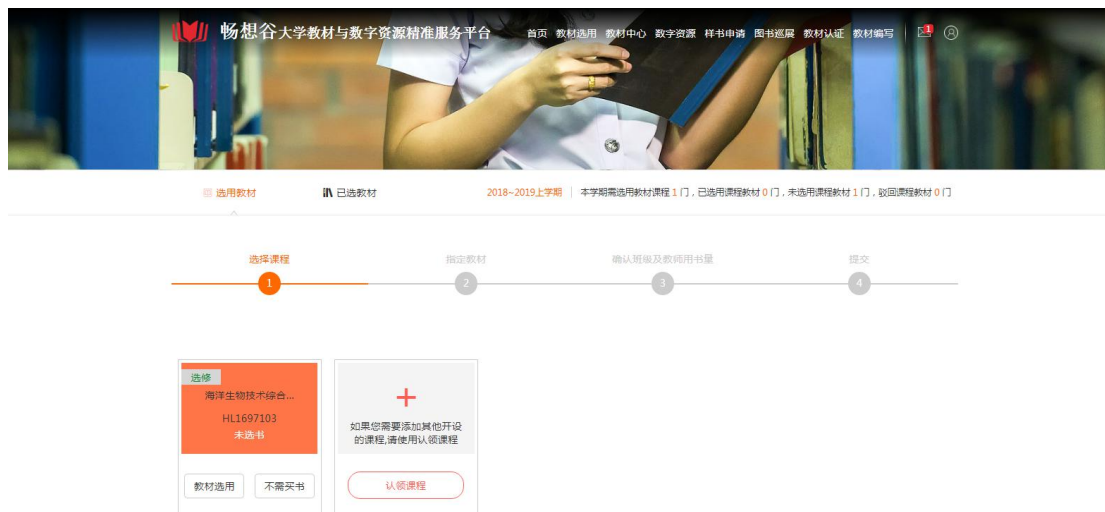 畅想谷大学教材与数字资源精准服务平台
首页 教材选用 教材中心 数字资源 样书申请 图书巡展 教材认证 教材编写 1
选用教材 已选教材 2018~2019上学期 本学期需选用教材课程 1 门，已选用课程教材 0 门，未选用课程教材 1 门，驳回课程教材 0 门
选择课程 指定教材 确认班级及教师用书量 提交
1 2 3 4
选修
海洋生物技术综合...
HL1697103
未选书
教材选用 不需买书
+
如果您需要添加其他开设
的课程,请使用认领课程
认领课程